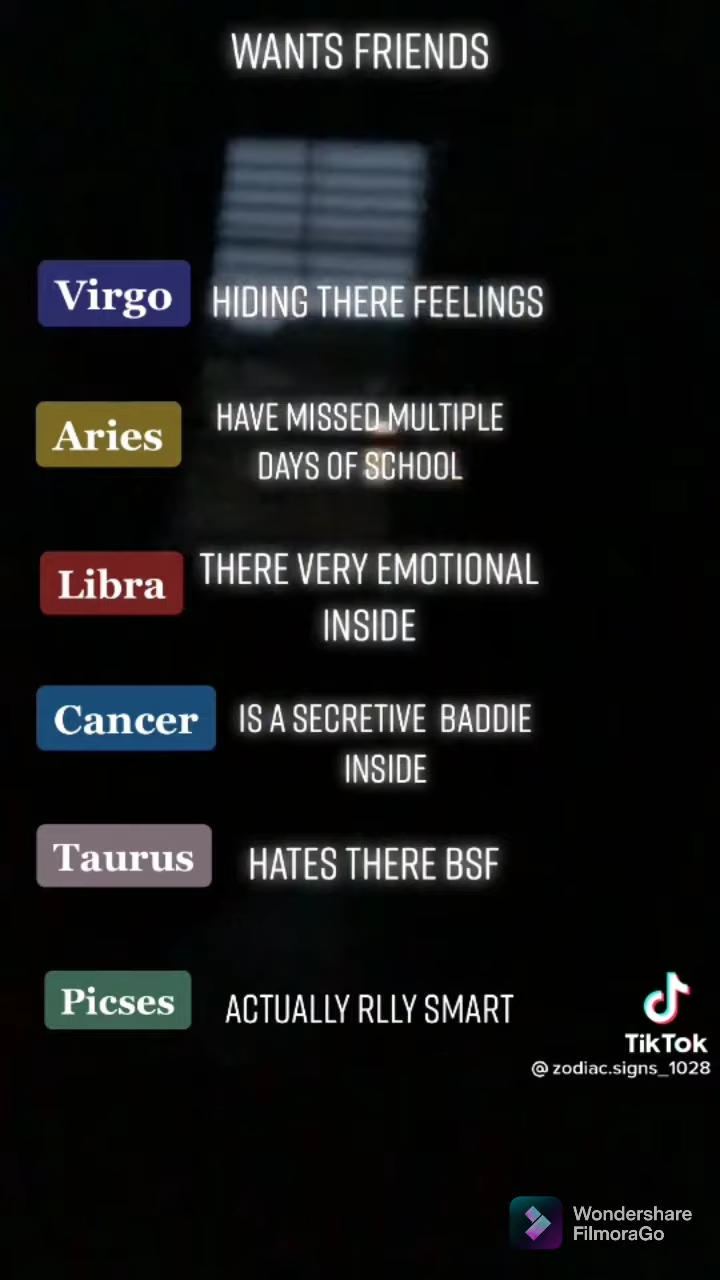 WANTS FRIENDS
Virgo HIDING THERE FEELINGS
Aries HAVE MISSED MULTIPLE
DAYS OF SCHOOL
Libra THERE VERY EMOTIONAL
INSIDE
Cancer IS A SECRETIVE BADDIE
INSIDE
Taurus HATES THERE BSF
Picses ACTUALLY RLLY SMART
TikTok
@zodiac.signs_1028
Wondershare
FilmoraGo